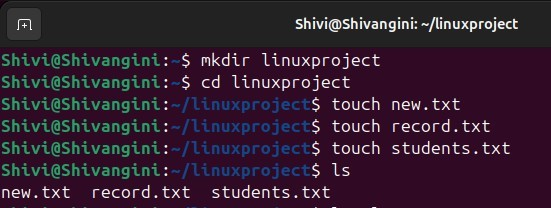 Shivi@Shivangini: ~/linuxproject
Shivi@Shivangini:~$ mkdir linuxproject
Shivi@Shivangini:~$ cd linuxproject
Shivi@Shivangini:~/linuxproject$ touch new.txt
Shivi@Shivangini:~/linuxproject$ touch record.txt
Shivi@Shivangini:~/linuxproject$ touch students.txt
Shivi@Shivangini:~/linuxproject$ ls
new.txt  record.txt  students.txt